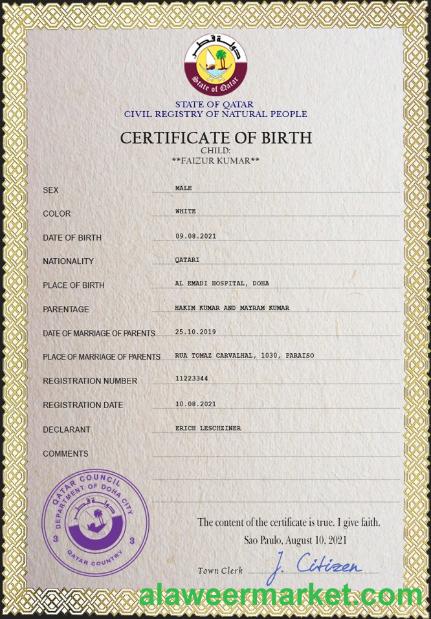 دولة قطر
State of Qatar
STATE OF QATAR
CIVIL REGISTRY OF NATURAL PEOPLE
CERTIFICATE OF BIRTH
CHILD:
**FAIZUR KUMAR**
SEX MALE
COLOR WHITE
DATE OF BIRTH 09.08.2021
NATIONALITY QATARI
PLACE OF BIRTH AL EMADI HOSPITAL, DOHA
PARENTAGE HAKIM KUMAR AND MAYRAM KUMAR
DATE OF MARRIAGE OF PARENTS 25.10.2019
PLACE OF MARRIAGE OF PARENTS RUA TOMAZ CARVALHAL, 1030, PARAISO
REGISTRATION NUMBER 11223344
REGISTRATION DATE 10.08.2021
DECLARANT ERICH LESCHZINER
COMMENTS
QATAR COUNCIL
DEPARTMENT OF DOHA CITY
3 3
QATAR COUNTRY
The content of the certificate is true. I give faith.
Sao Paulo, August 10, 2021
Town Clerk J. Citizen
alaweermarket.com